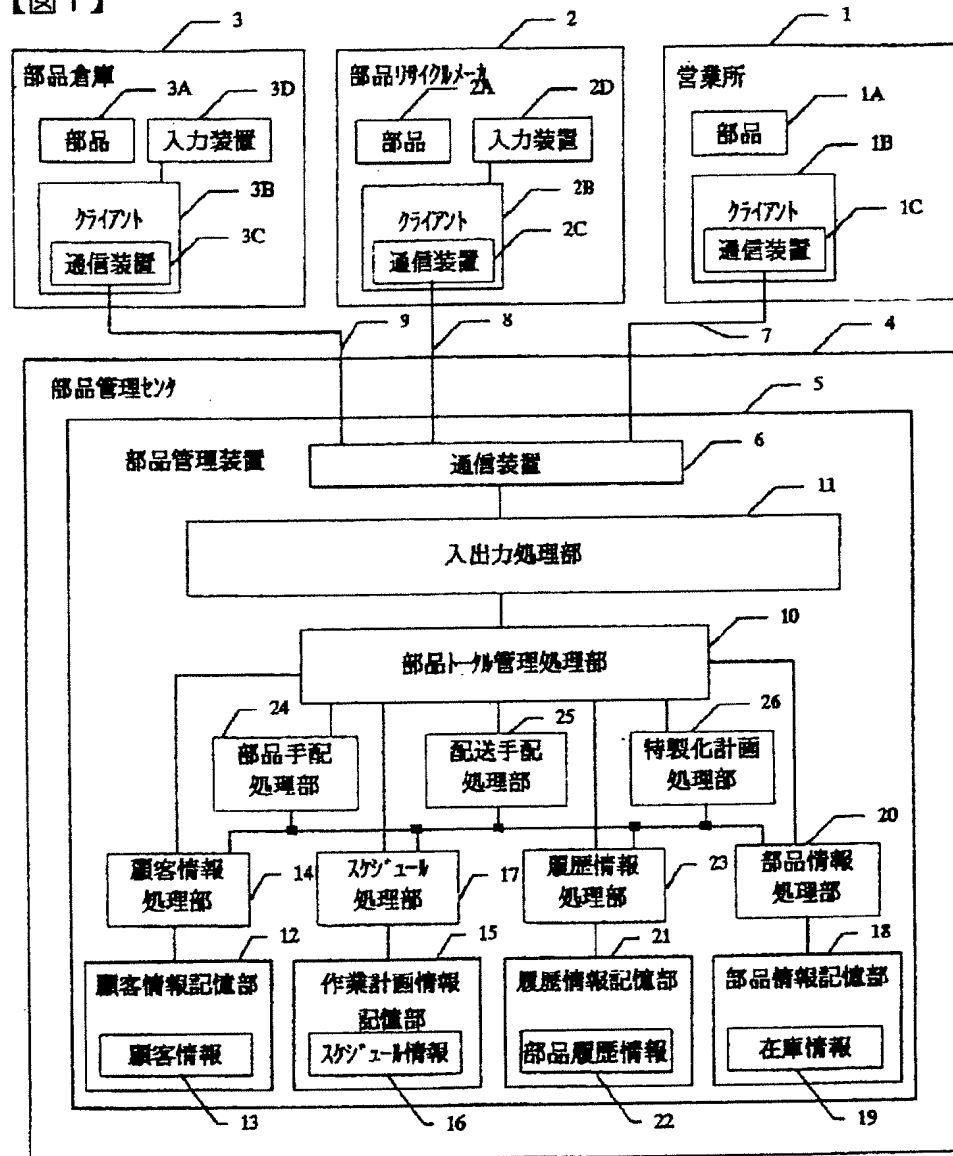 【図1】
3
2
1
部品倉庫
部品リサイクルメーカ
営業所
3A
3D
2A
2D
1A
部品
入力装置
部品
入力装置
部品
3B
2B
1B
クライアント
クライアント
クライアント
3C
2C
1C
通信装置
通信装置
通信装置
9
8
7
4
部品管理センタ
5
部品管理装置
6
通信装置
11
入出力処理部
10
部品トータル管理処理部
24
25
26
部品手配
処理部
配送手配
処理部
特製化計画
処理部
20
顧客情報
処理部
14
スケジュール
処理部
17
履歴情報
処理部
23
部品情報
処理部
12
15
21
18
顧客情報記憶部
作業計画情報
記憶部
履歴情報記憶部
部品情報記憶部
顧客情報
スケジュール情報
部品履歴情報
在庫情報
13
16
22
19